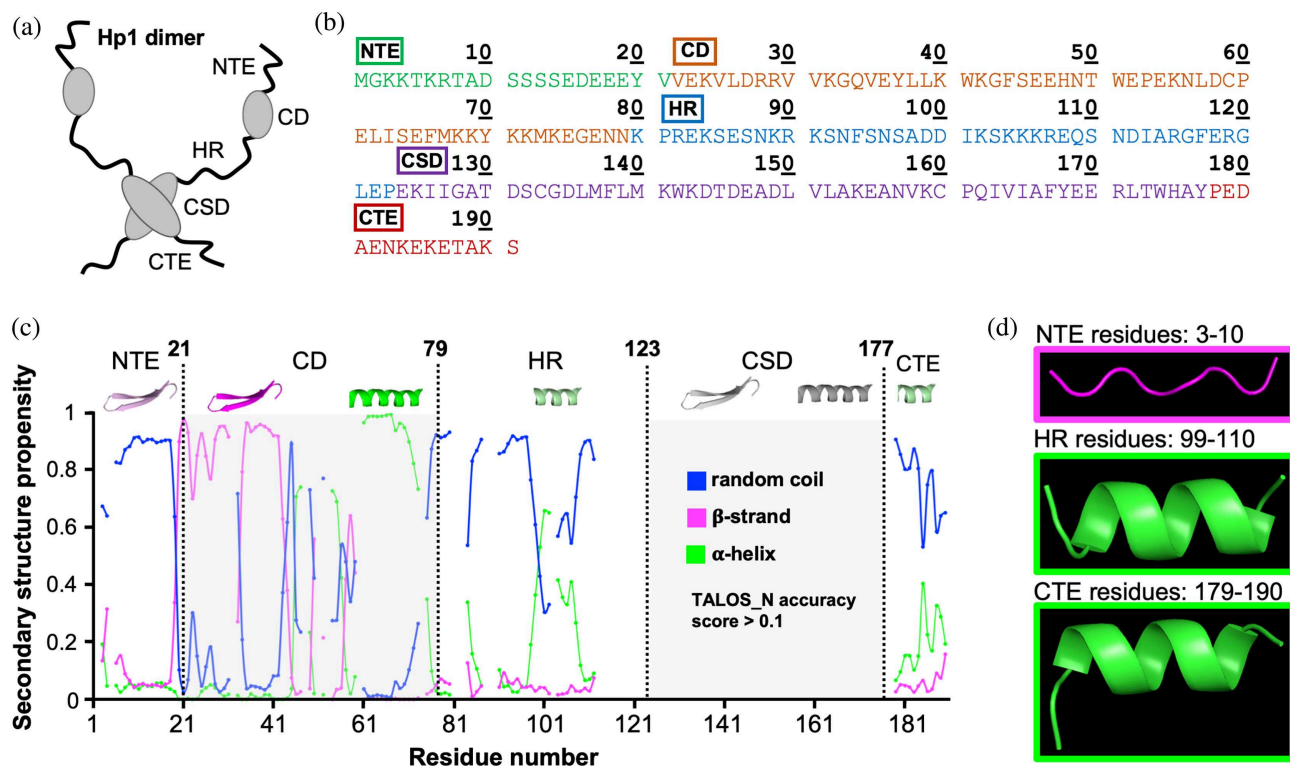 (a)
Hp1 dimer
NTE
CD
HR
CSD
CTE
(b)
NTE 10 20 CD 30 40 50 60
MGKKTKRTAD SSSSEDEEEY VVEKVLDRRV VKGQVEYLLK WKGFSEEHNT WEPEKNLDCP
70 80 HR 90 100 110 120
ELISEFMKKY KKMKEGENNK PREKSESNKR KSNFSNSADD IKSKKKREQS NDIARGFERG
CSD 130 140 150 160 170 180
LEPEKIIGAT DSCGDLMFLM KWKDTDEADL VLAKEANVKC PQIVIAFYEE RLTWHAYPED
CTE 190
AENKEKETAK S
(c)
NTE 21 CD 79 HR 123 CSD 177 CTE
Secondary structure propensity
1
0.8
0.6
0.4
0.2
0
random coil
β-strand
α-helix
TALOS_N accuracy
score > 0.1
1 21 41 61 81 101 121 141 161 181
Residue number
(d)
NTE residues: 3-10
HR residues: 99-110
CTE residues: 179-190